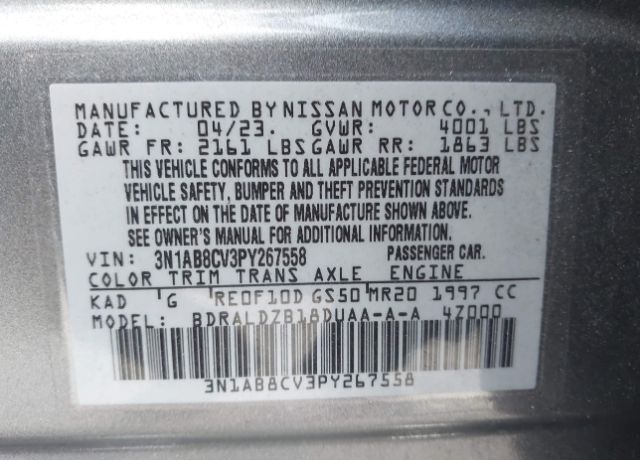 MANUFACTURED BY NISSAN MOTOR CO., LTD.
DATE: 04/23. GVWR: 4001 LBS
GAWR FR: 2161 LBS GAWR RR: 1863 LBS
THIS VEHICLE CONFORMS TO ALL APPLICABLE FEDERAL MOTOR
VEHICLE SAFETY, BUMPER AND THEFT PREVENTION STANDARDS
IN EFFECT ON THE DATE OF MANUFACTURE SHOWN ABOVE.
SEE OWNER'S MANUAL FOR ADDITIONAL INFORMATION.
VIN: 3N1AB8CV3PY267558 PASSENGER CAR.
COLOR TRIM TRANS AXLE ENGINE
KAD G RE0F10D GS50 MR20 1997 CC
MODEL: BDRALDZB18DUAA-A-A 4Z000
3N1AB8CV3PY267558